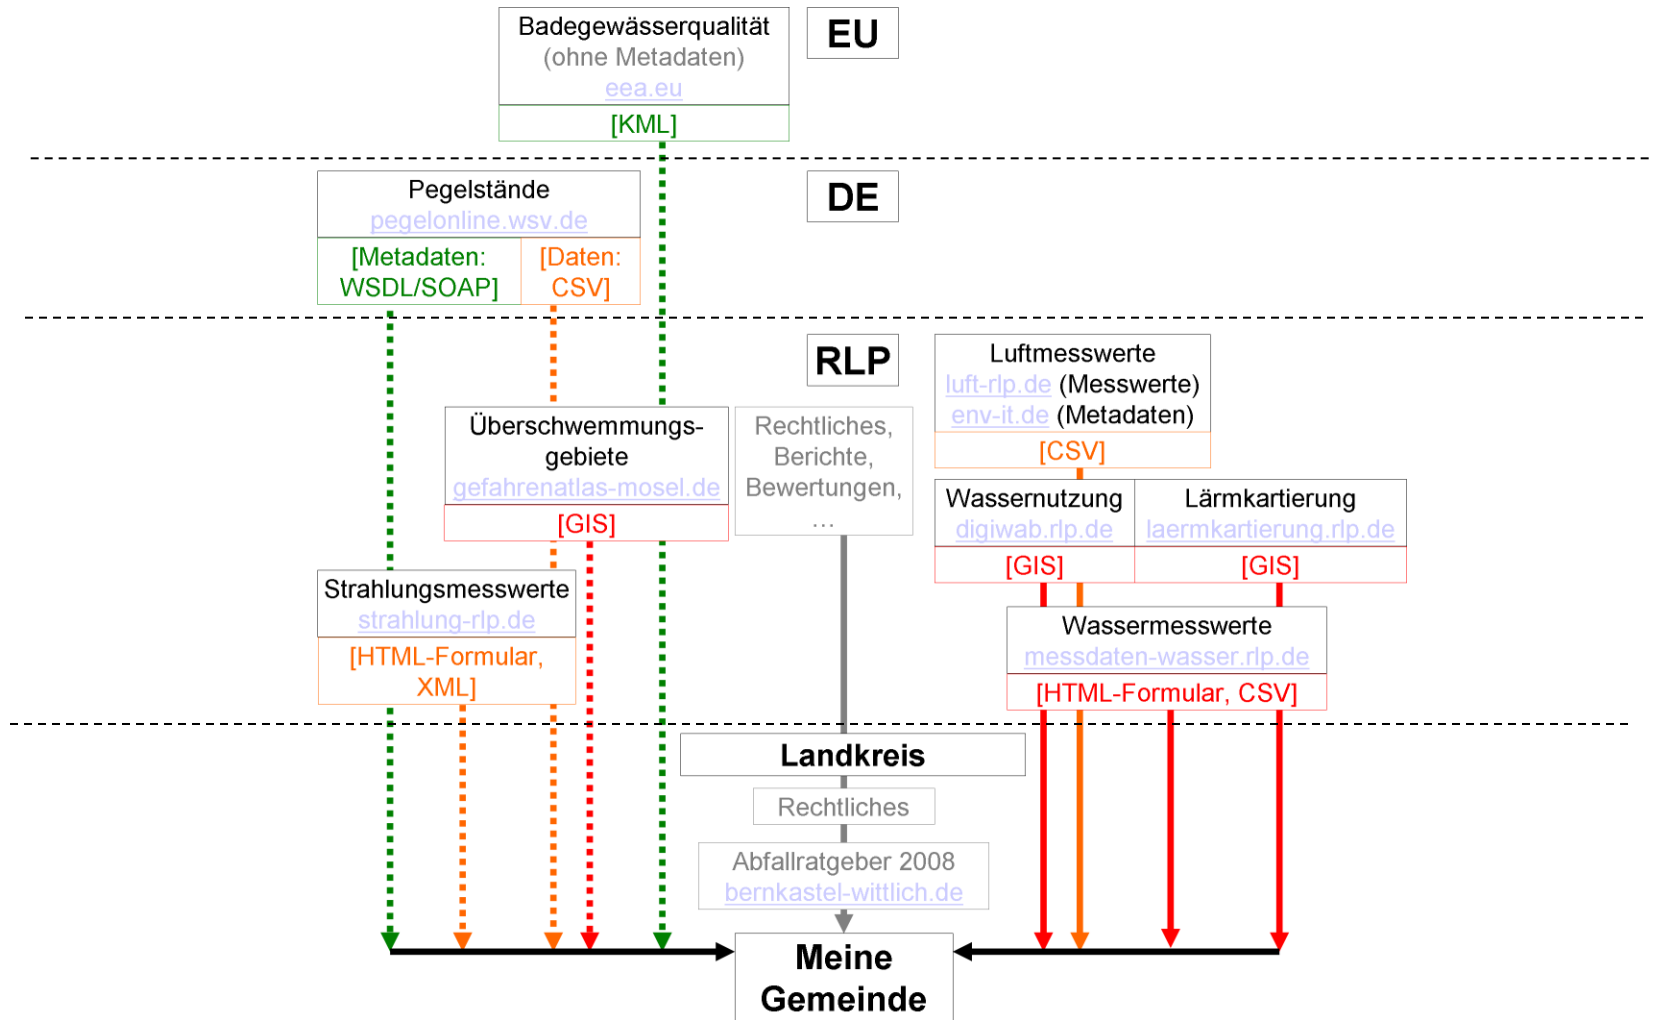 Badegewässerqualität
(ohne Metadaten)
eea.eu
[KML]
EU
Pegelstände
pegelonline.wsv.de
[Metadaten:
WSDL/SOAP]
[Daten:
CSV]
DE
RLP
Luftmesswerte
luft-rlp.de (Messwerte)
env-it.de (Metadaten)
[CSV]
Überschwemmungs-
gebiete
gefahrenatlas-mosel.de
[GIS]
Rechtliches,
Berichte,
Bewertungen,
...
Wassernutzung
digiwab.rlp.de
[GIS]
Lärmkartierung
laermkartierung.rlp.de
[GIS]
Strahlungsmesswerte
strahlung-rlp.de
[HTML-Formular,
XML]
Wassermesswerte
messdaten-wasser.rlp.de
[HTML-Formular, CSV]
Landkreis
Rechtliches
Abfallratgeber 2008
bernkastel-wittlich.de
Meine
Gemeinde